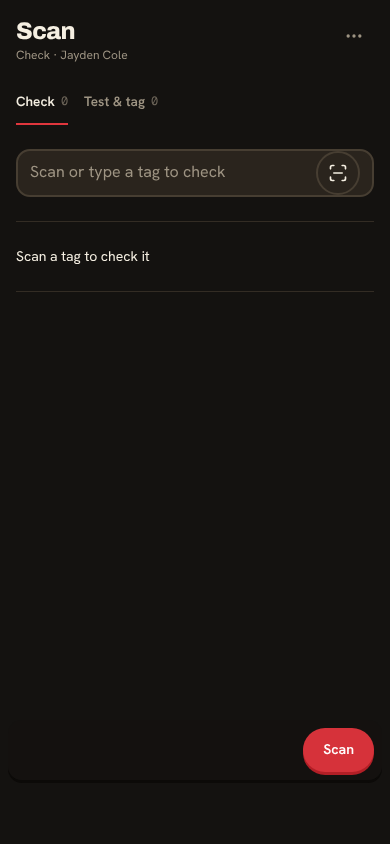 Scan
Check · Jayden Cole
Check 0 Test & tag 0
Scan or type a tag to check
Scan a tag to check it
Scan